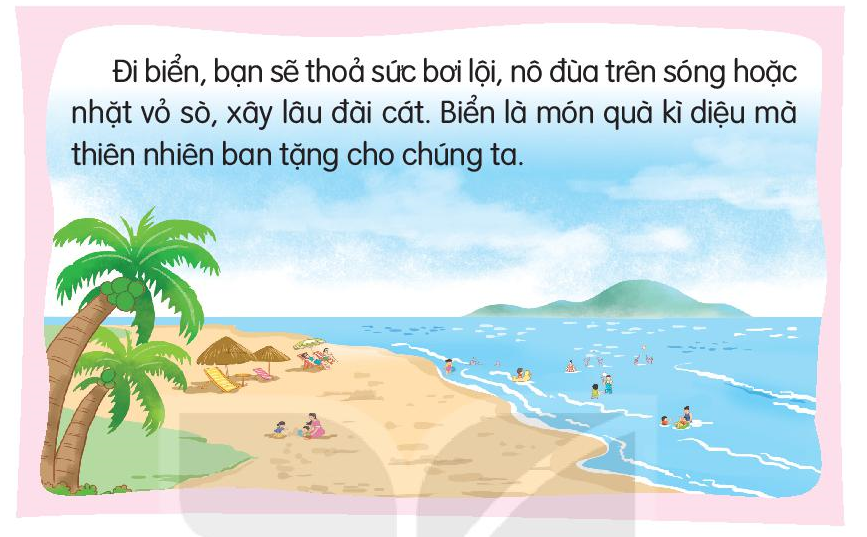 Đi biển, bạn sẽ thoả sức bơi lội, nô đùa trên sóng hoặc
nhặt vỏ sò, xây lâu đài cát. Biển là món quà kì diệu mà
thiên nhiên ban tặng cho chúng ta.